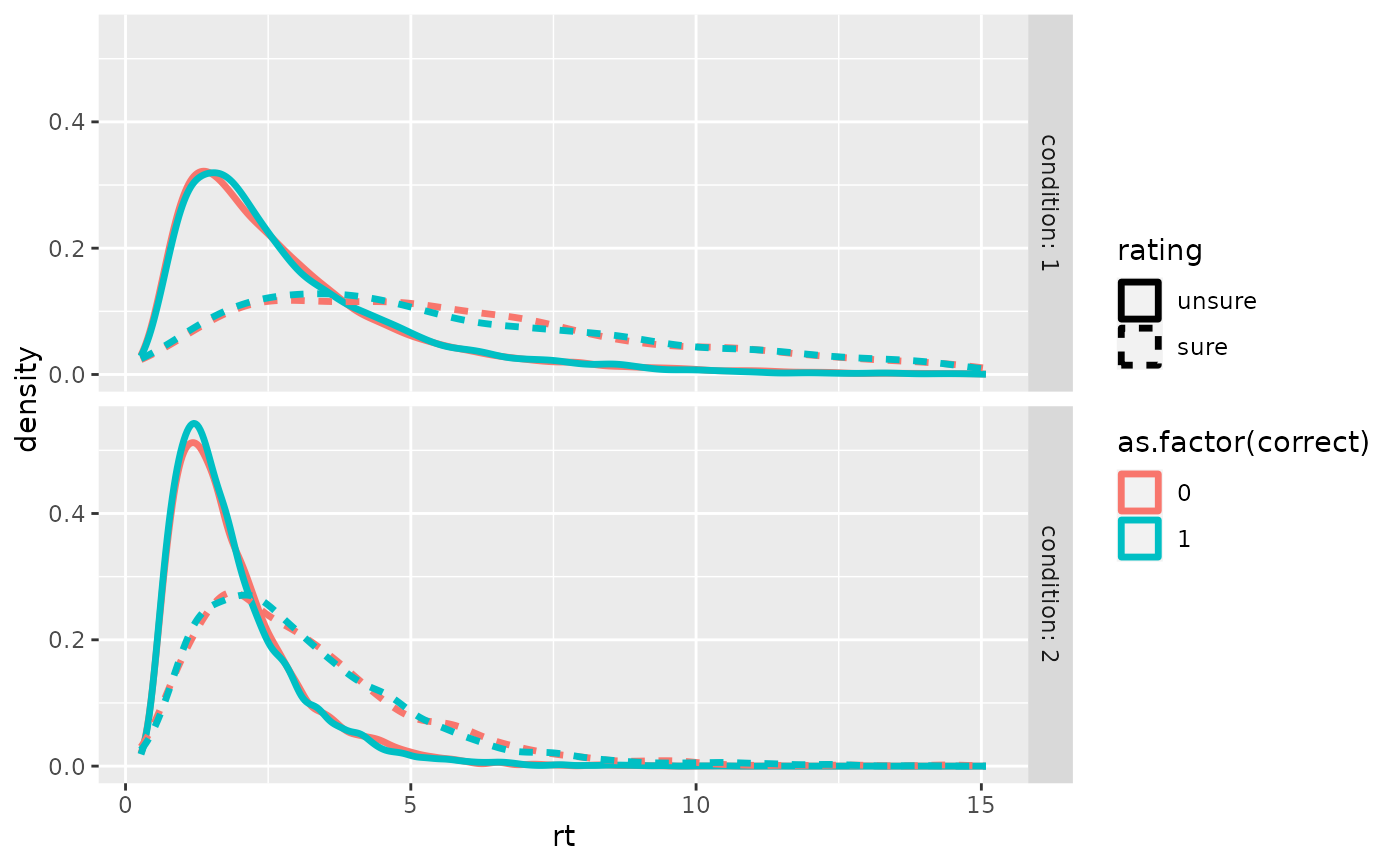 density
0.4
0.2
0.0
condition: 1
0.4
0.2
0.0
condition: 2
0
5
10
15
rt
rating
unsure
sure
as.factor(correct)
0
1